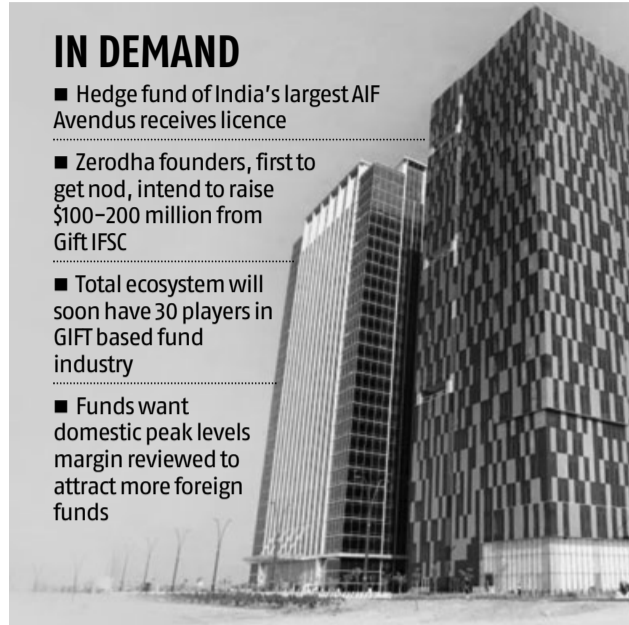 IN DEMAND
■ Hedge fund of India's largest AIF
Avendus receives licence
■ Zerodha founders, first to
get nod, intend to raise
$100–200 million from
Gift IFSC
■ Total ecosystem will
soon have 30 players in
GIFT based fund
industry
■ Funds want
domestic peak levels
margin reviewed to
attract more foreign
funds